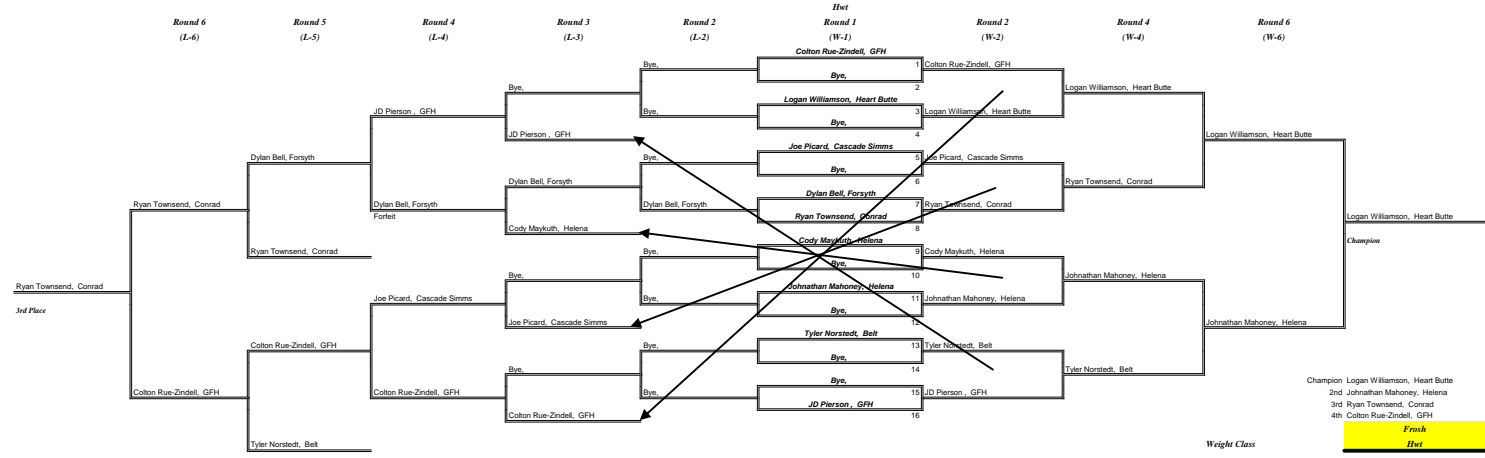 Hwt
Round 6 Round 5 Round 4 Round 3 Round 2 Round 1 Round 2 Round 4 Round 6
(L-6) (L-5) (L-4) (L-3) (L-2) (W-1) (W-2) (W-4) (W-6)
Colton Rue-Zindell, GFH
Bye, 1 Colton Rue-Zindell, GFH
Bye,
2
Bye, Logan Williamson, Heart Butte
Logan Williamson, Heart Butte
JD Pierson , GFH Bye, 3 Logan Williamson, Heart Butte
Bye,
JD Pierson , GFH 4 Logan Williamson, Heart Butte
Joe Picard, Cascade Simms
Dylan Bell, Forsyth Bye, 5 Joe Picard, Cascade Simms
Bye,
Dylan Bell, Forsyth 6 Ryan Townsend, Conrad
Dylan Bell, Forsyth
Ryan Townsend, Conrad Dylan Bell, Forsyth Dylan Bell, Forsyth 7 Ryan Townsend, Conrad
Forfeit Ryan Townsend, Conrad Logan Williamson, Heart Butte
Cody Maykuth, Helena 8
Cody Maykuth, Helena Champion
Ryan Townsend, Conrad Bye, 9 Cody Maykuth, Helena
Bye,
Bye, 10 Johnathan Mahoney, Helena
Ryan Townsend, Conrad Johnathan Mahoney, Helena
Joe Picard, Cascade Simms Bye, 11 Johnathan Mahoney, Helena
3rd Place Bye,
Joe Picard, Cascade Simms 12 Johnathan Mahoney, Helena
Tyler Norstedt, Belt
Colton Rue-Zindell, GFH Bye, 13 Tyler Norstedt, Belt
Bye,
Bye, 14 Tyler Norstedt, Belt
Bye, Champion Logan Williamson, Heart Butte
Colton Rue-Zindell, GFH Colton Rue-Zindell, GFH Bye, 15 JD Pierson , GFH 2nd Johnathan Mahoney, Helena
JD Pierson , GFH 3rd Ryan Townsend, Conrad
Colton Rue-Zindell, GFH 16 4th Colton Rue-Zindell, GFH
Frosh
Tyler Norstedt, Belt Weight Class Hwt